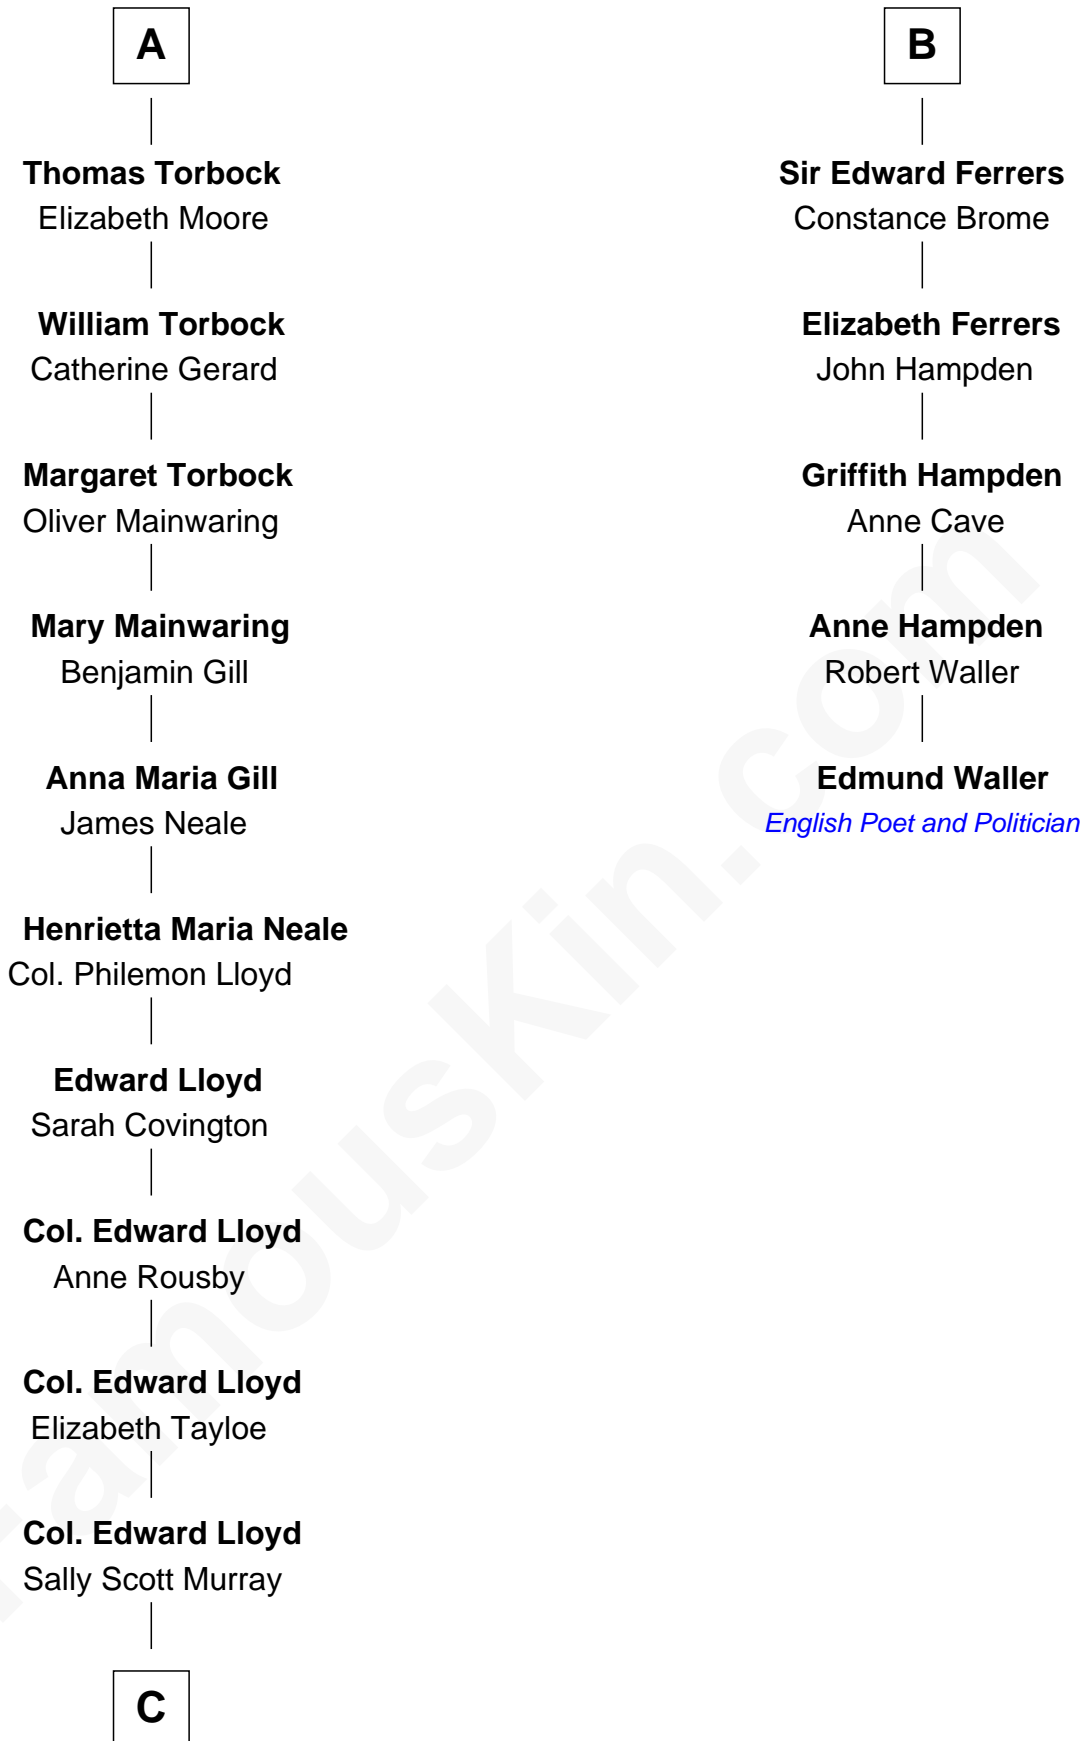 A
Thomas Torbock
Elizabeth Moore
William Torbock
Catherine Gerard
Margaret Torbock
Oliver Mainwaring
Mary Mainwaring
Benjamin Gill
Anna Maria Gill
James Neale
Henrietta Maria Neale
Col. Philemon Lloyd
Edward Lloyd
Sarah Covington
Col. Edward Lloyd
Anne Rousby
Col. Edward Lloyd
Elizabeth Tayloe
Col. Edward Lloyd
Sally Scott Murray
C
B
Sir Edward Ferrers
Constance Brome
Elizabeth Ferrers
John Hampden
Griffith Hampden
Anne Cave
Anne Hampden
Robert Waller
Edmund Waller
English Poet and Politician
FamousKin.com